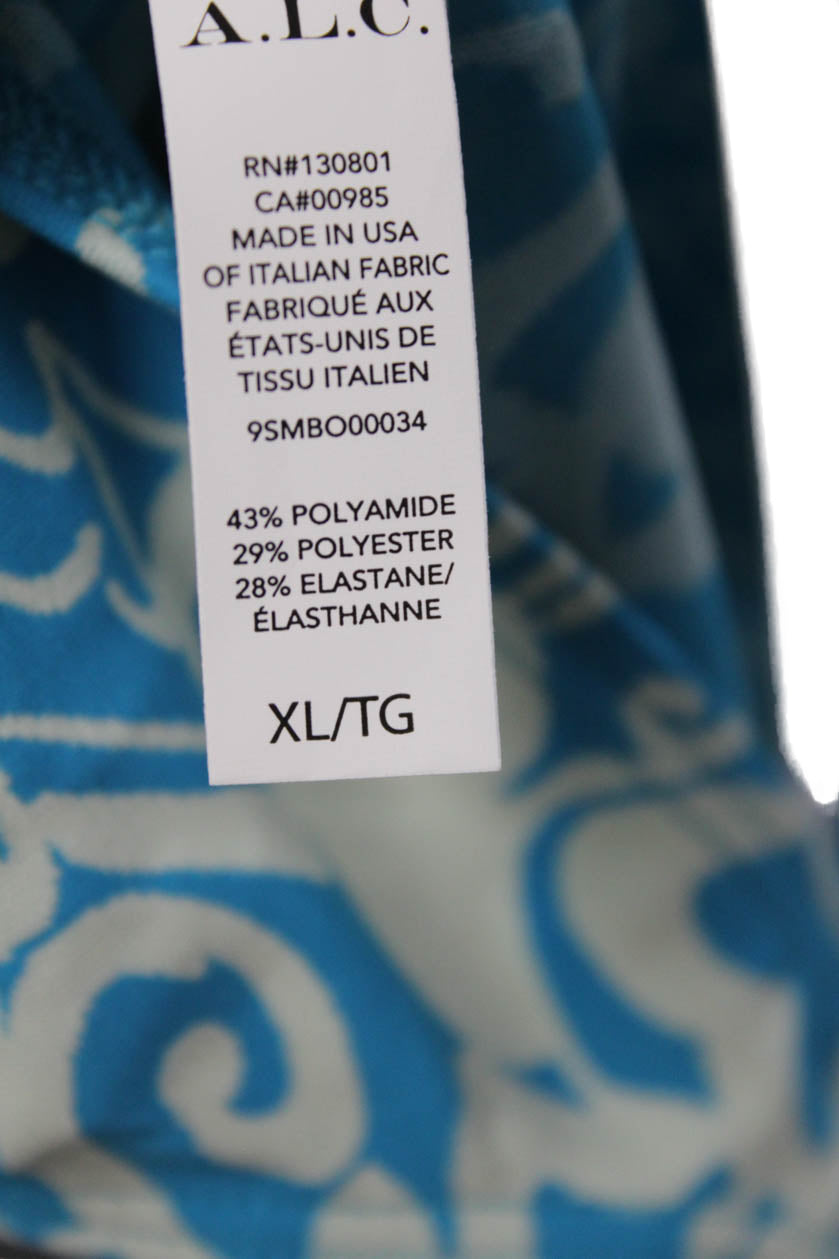 A.L.C.
RN#130801
CA#00985
MADE IN USA
OF ITALIAN FABRIC
FABRIQUÉ AUX
ÉTATS-UNIS DE
TISSU ITALIEN
9SMBO00034
43% POLYAMIDE
29% POLYESTER
28% ELASTANE/
ÉLASTHANNE
XL/TG